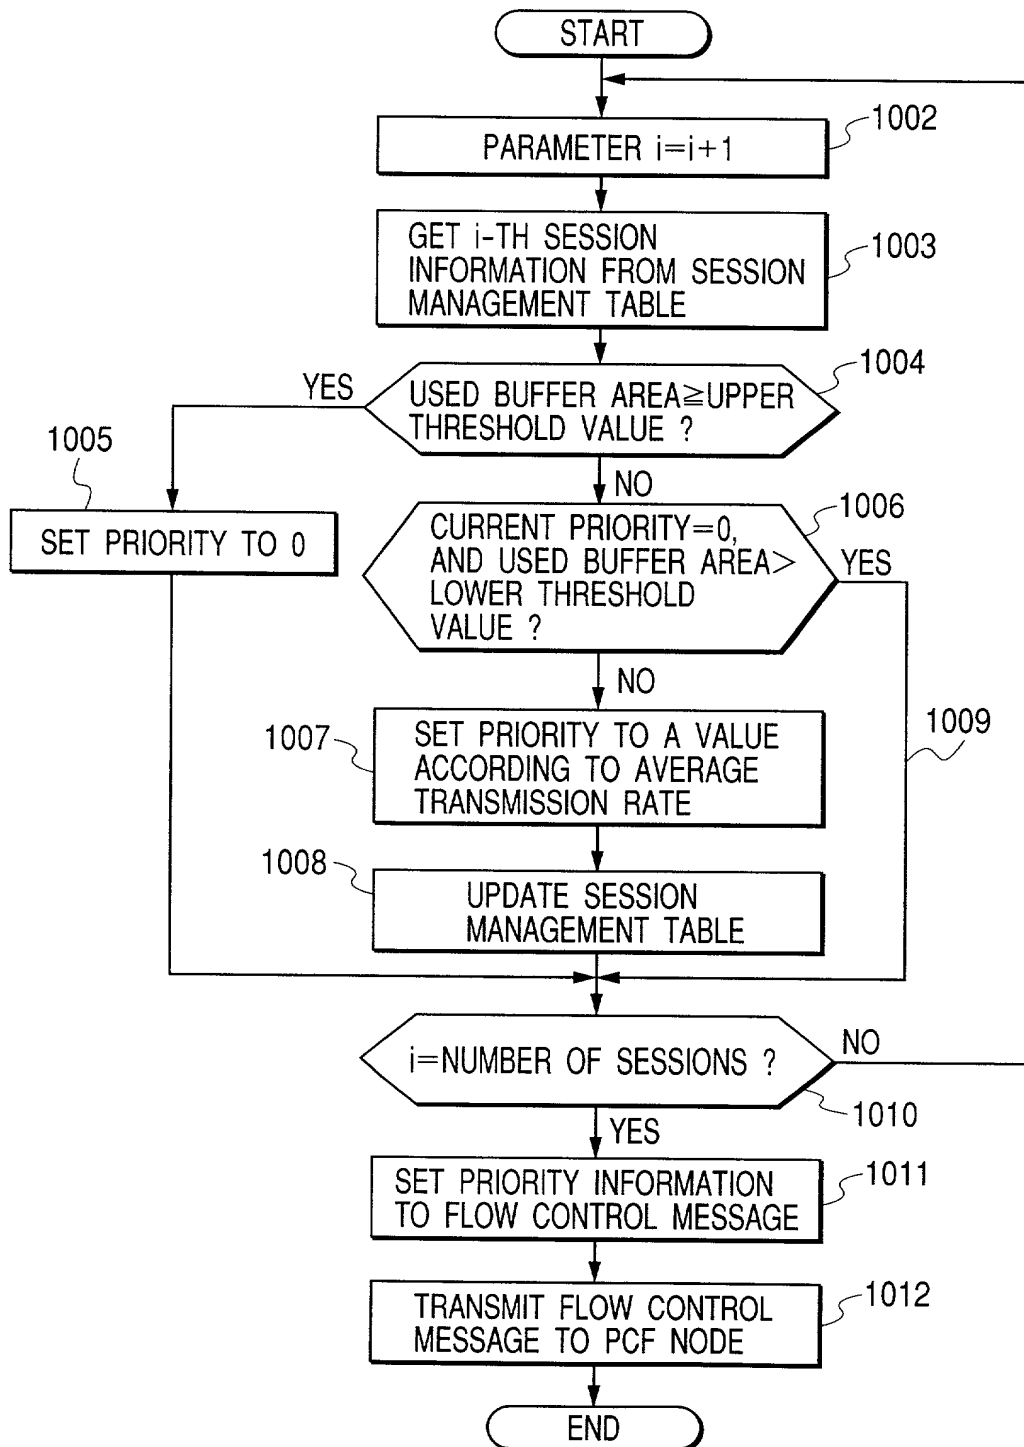 START
1002
PARAMETER i=i+1
GET i-TH SESSION
INFORMATION FROM SESSION
MANAGEMENT TABLE
1003
1004
YES
USED BUFFER AREA≧UPPER
THRESHOLD VALUE ?
1005
NO
SET PRIORITY TO 0
1006
CURRENT PRIORITY=0,
AND USED BUFFER AREA>
LOWER THRESHOLD
VALUE ?
YES
NO
1009
1007
SET PRIORITY TO A VALUE
ACCORDING TO AVERAGE
TRANSMISSION RATE
1008
UPDATE SESSION
MANAGEMENT TABLE
i=NUMBER OF SESSIONS ?
NO
1010
YES
SET PRIORITY INFORMATION
TO FLOW CONTROL MESSAGE
1011
TRANSMIT FLOW CONTROL
MESSAGE TO PCF NODE
1012
END